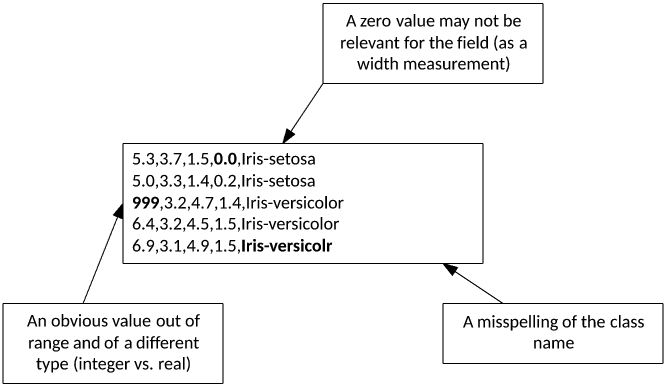 A zero value may not be
relevant for the field (as a
width measurement)
5.3,3.7,1.5,0.0,Iris-setosa
5.0,3.3,1.4,0.2,Iris-setosa
999,3.2,4.7,1.4,Iris-versicolor
6.4,3.2,4.5,1.5,Iris-versicolor
6.9,3.1,4.9,1.5,Iris-versicolr
An obvious value out of
range and of a different
type (integer vs. real)
A misspelling of the class
name